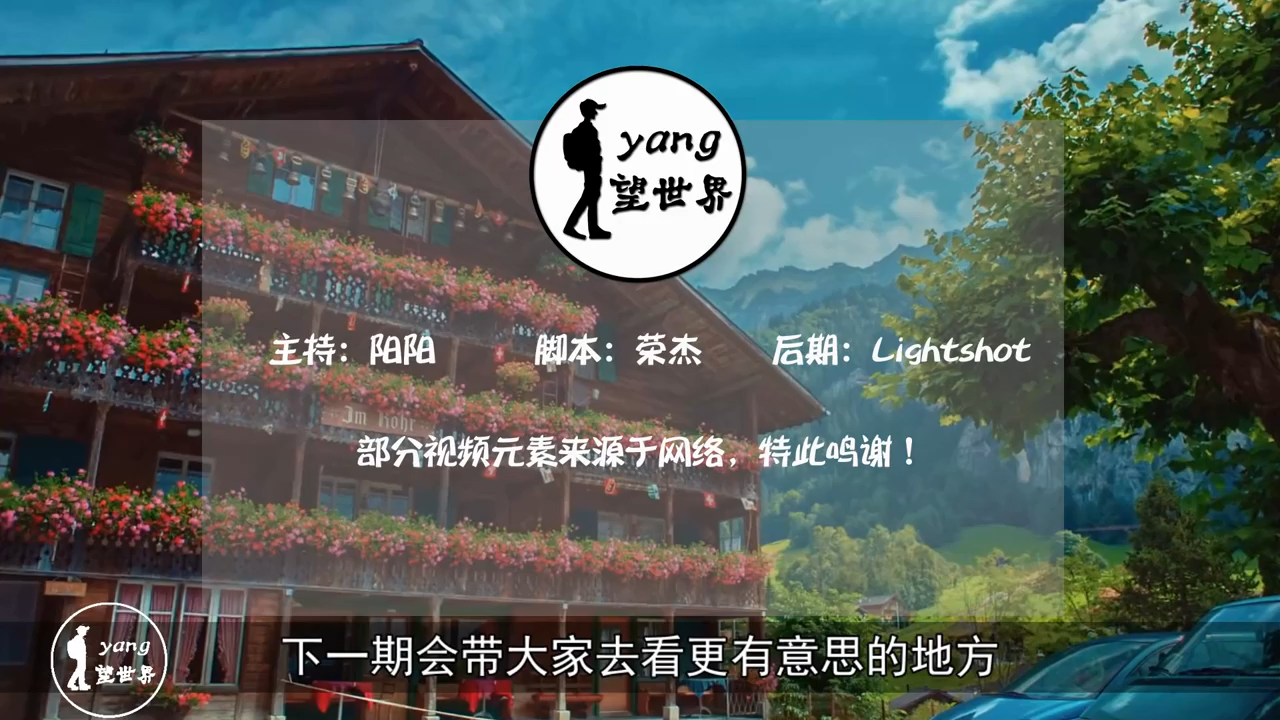 yang
望世界
主持：阳阳 脚本：荣杰 后期：Lightshot
Im Rohr
部分视频元素来源于网络，特此鸣谢！
yang
望世界
下一期会带大家去看更有意思的地方